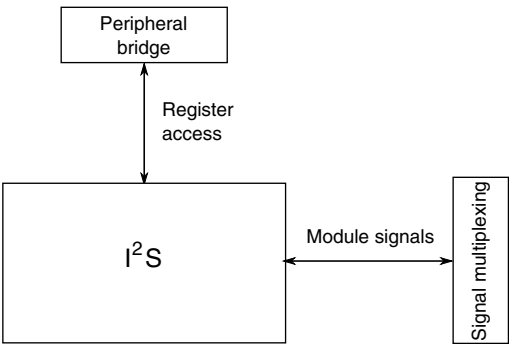 Peripheral
bridge
Register
access
I²S
Module signals
Signal multiplexing